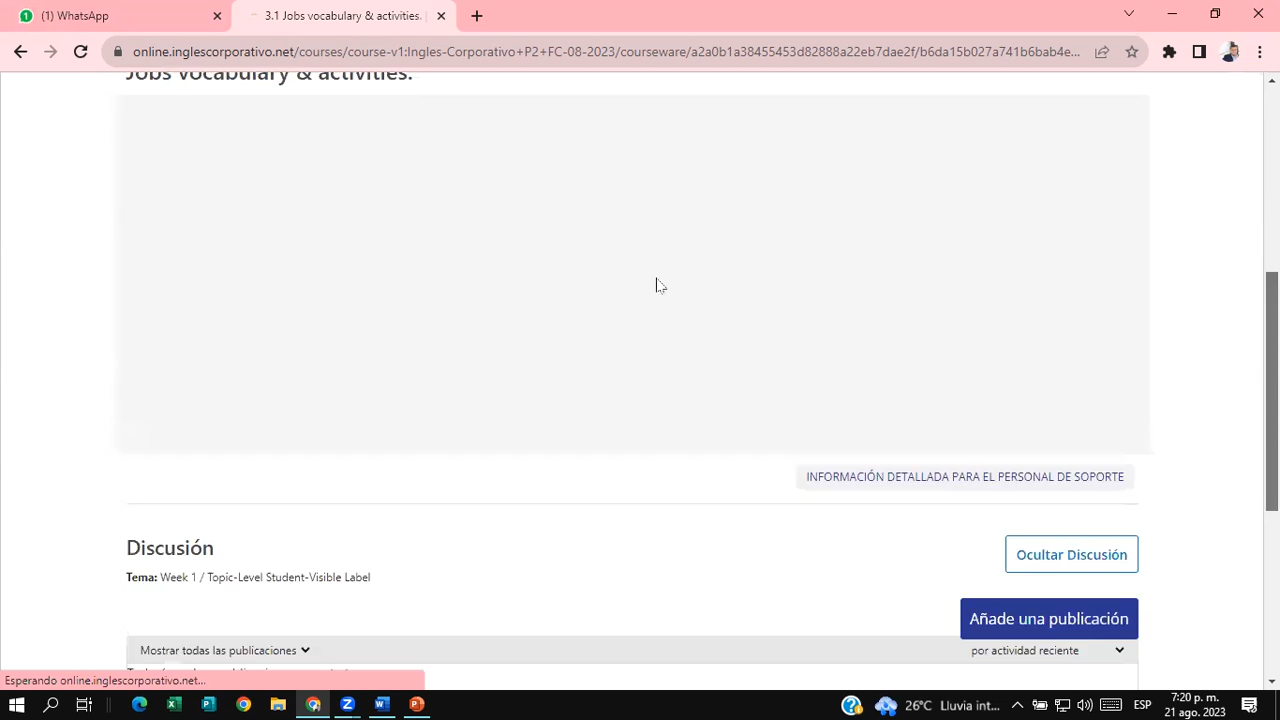 (1) WhatsApp
3.1 Jobs vocabulary & activities.
online.inglescorporativo.net/courses/course-v1:Ingles-Corporativo+P2+FC-08-2023/courseware/a2a0b1a38455453d82888a22eb7dae2f/b6da15b027a741b6bab4e...
Jobs vocabulary & activities.
INFORMACIÓN DETALLADA PARA EL PERSONAL DE SOPORTE
Discusión
Ocultar Discusión
Tema: Week 1 / Topic-Level Student-Visible Label
Añade una publicación
Mostrar todas las publicaciones
por actividad reciente
Esperando online.inglescorporativo.net...
26°C Lluvia int...
ESP
7:20 p. m.
21 ago. 2023